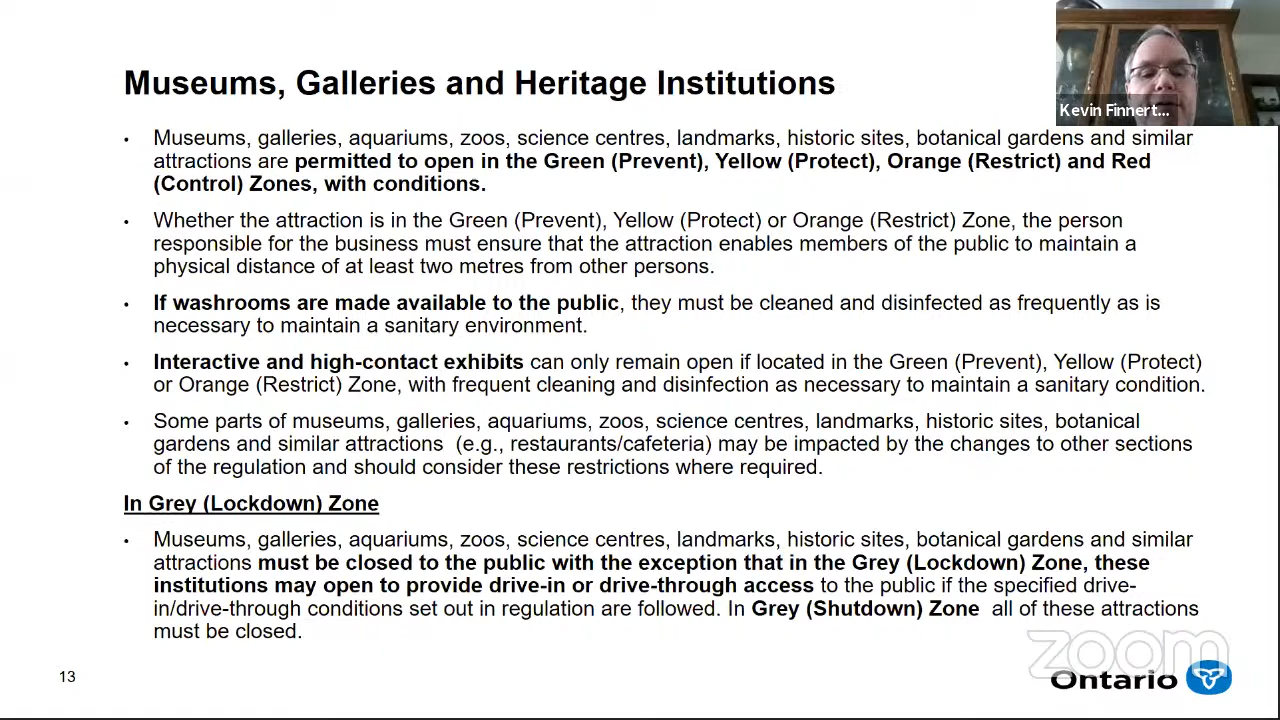 Museums, Galleries and Heritage Institutions
Kevin Finnert...
• Museums, galleries, aquariums, zoos, science centres, landmarks, historic sites, botanical gardens and similar
attractions are permitted to open in the Green (Prevent), Yellow (Protect), Orange (Restrict) and Red
(Control) Zones, with conditions.
• Whether the attraction is in the Green (Prevent), Yellow (Protect) or Orange (Restrict) Zone, the person
responsible for the business must ensure that the attraction enables members of the public to maintain a
physical distance of at least two metres from other persons.
• If washrooms are made available to the public, they must be cleaned and disinfected as frequently as is
necessary to maintain a sanitary environment.
• Interactive and high-contact exhibits can only remain open if located in the Green (Prevent), Yellow (Protect)
or Orange (Restrict) Zone, with frequent cleaning and disinfection as necessary to maintain a sanitary condition.
• Some parts of museums, galleries, aquariums, zoos, science centres, landmarks, historic sites, botanical
gardens and similar attractions (e.g., restaurants/cafeteria) may be impacted by the changes to other sections
of the regulation and should consider these restrictions where required.
In Grey (Lockdown) Zone
• Museums, galleries, aquariums, zoos, science centres, landmarks, historic sites, botanical gardens and similar
attractions must be closed to the public with the exception that in the Grey (Lockdown) Zone, these
institutions may open to provide drive-in or drive-through access to the public if the specified drive-
in/drive-through conditions set out in regulation are followed. In Grey (Shutdown) Zone all of these attractions
must be closed.
zoom
13
Ontario